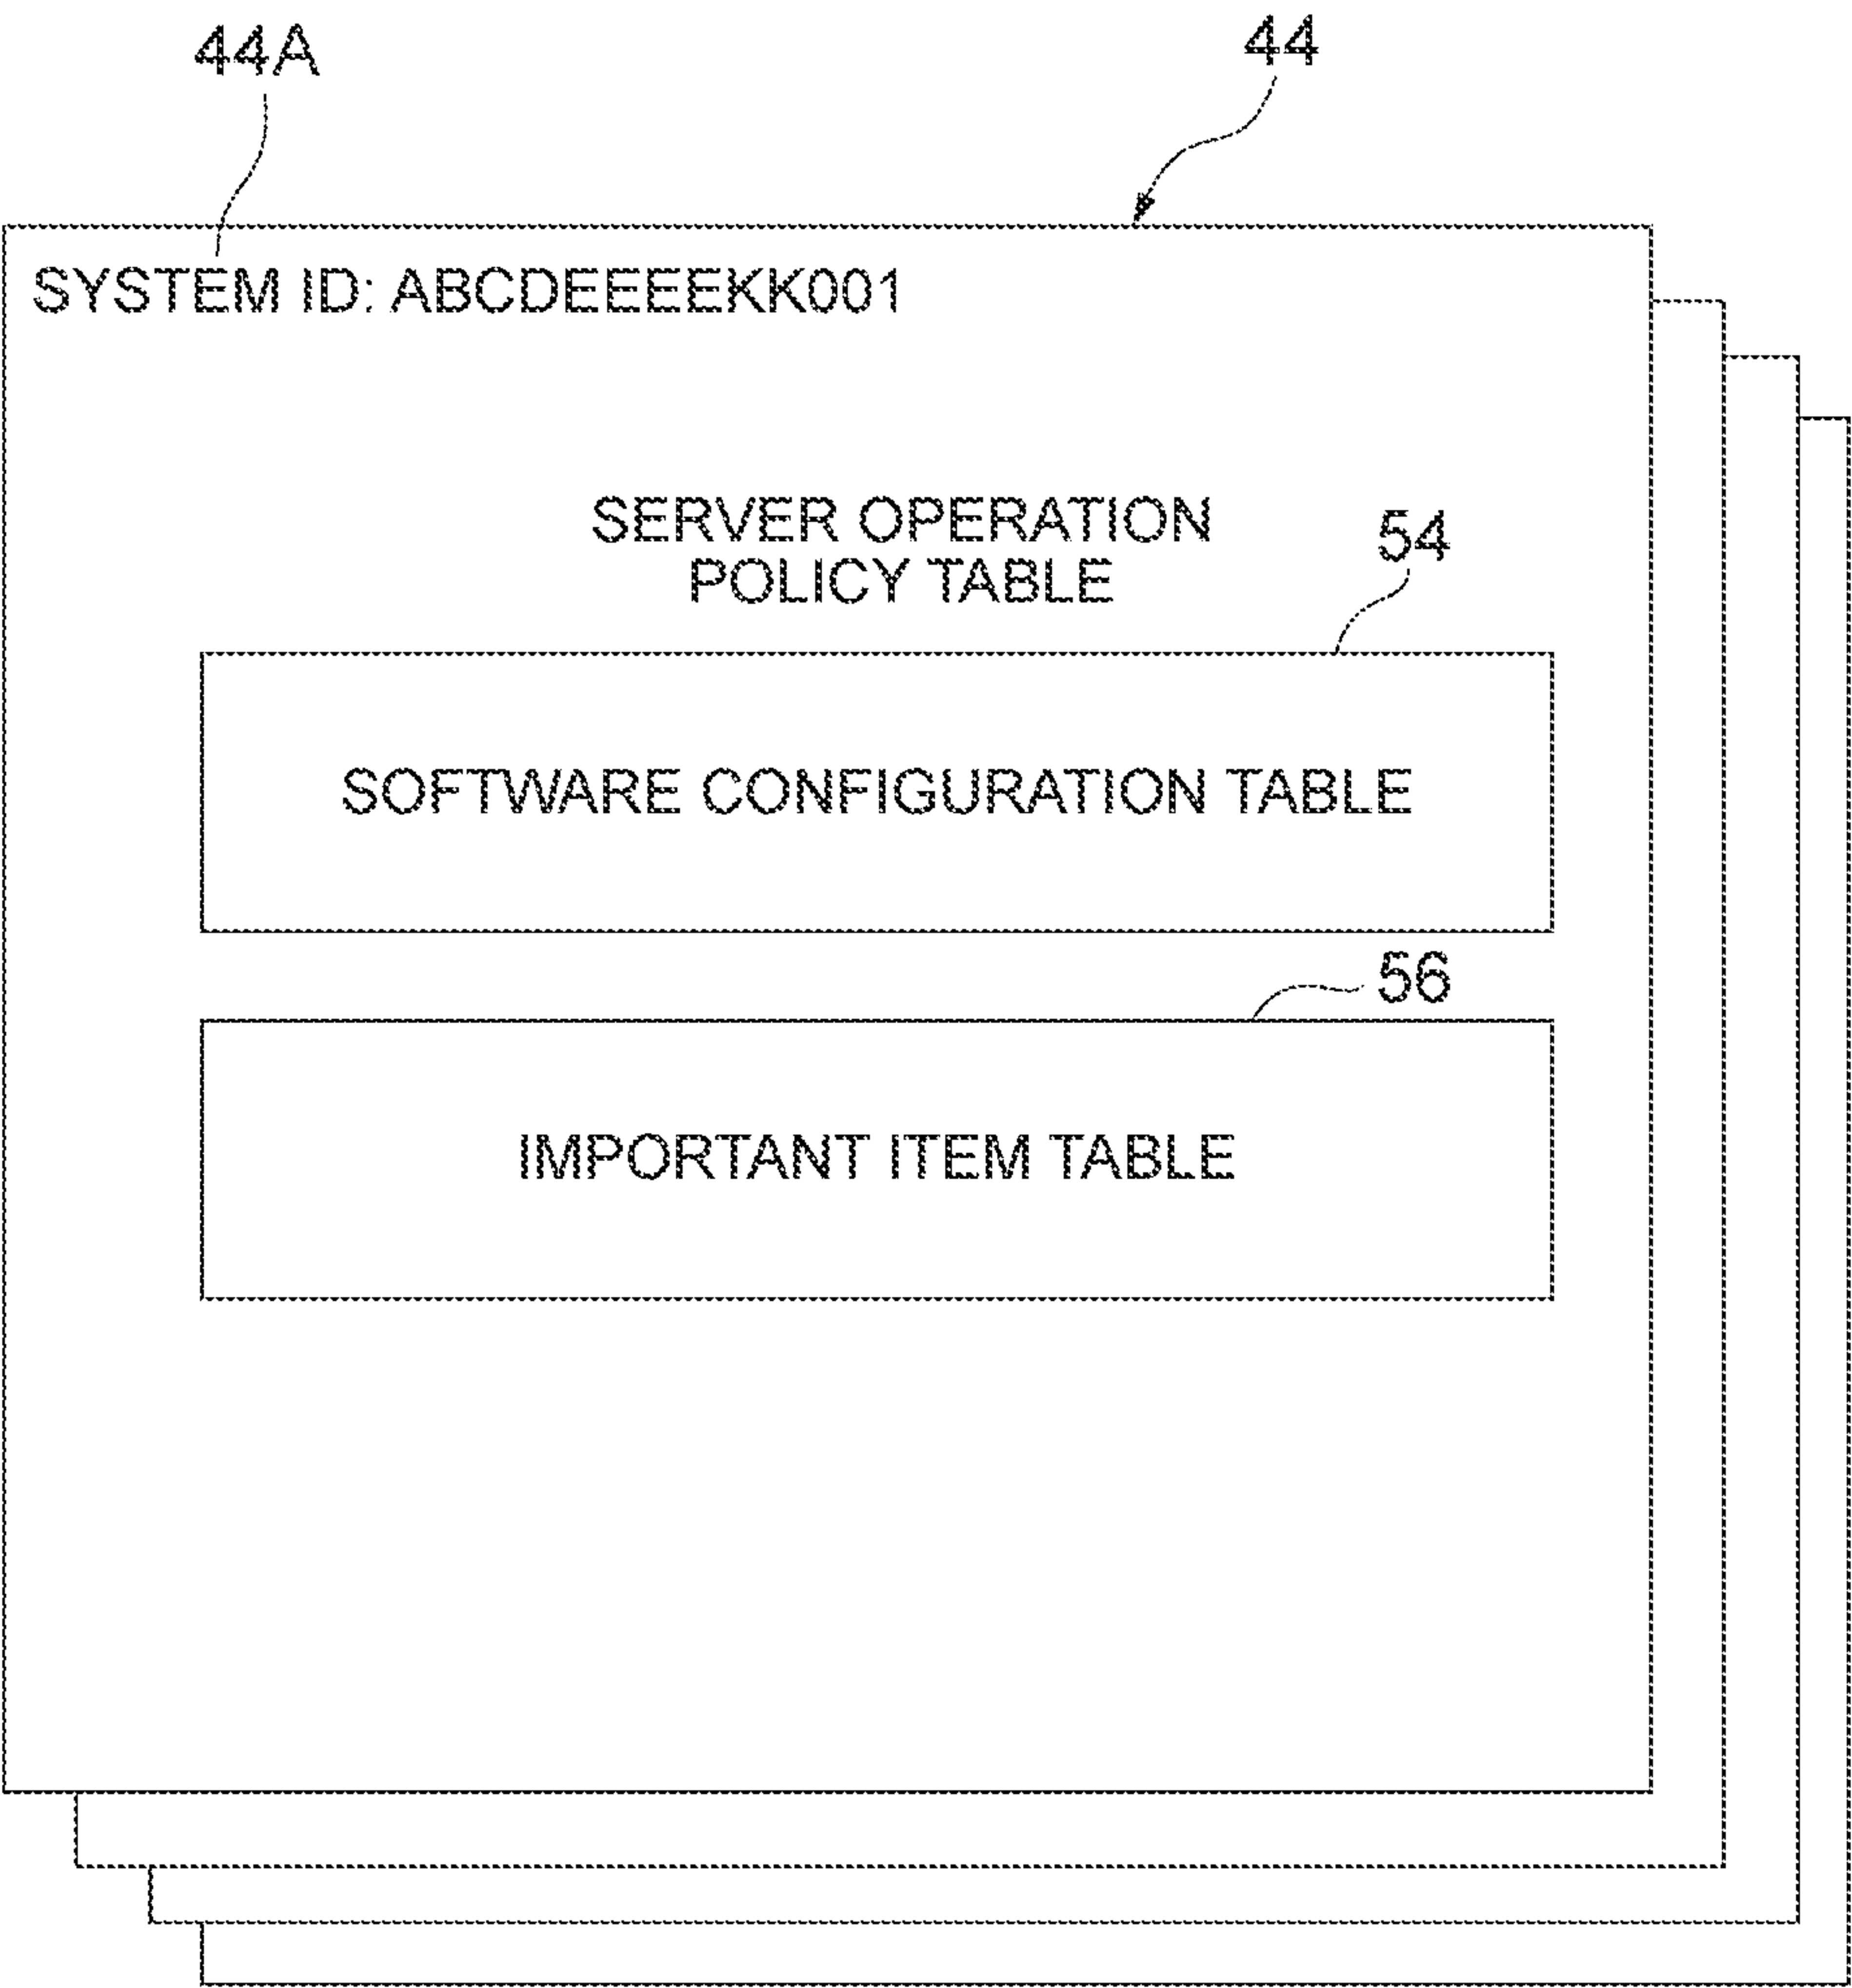 44A
44
SYSTEM ID: ABCDEEEEKK001
SERVER OPERATION
POLICY TABLE
54
SOFTWARE CONFIGURATION TABLE
56
IMPORTANT ITEM TABLE